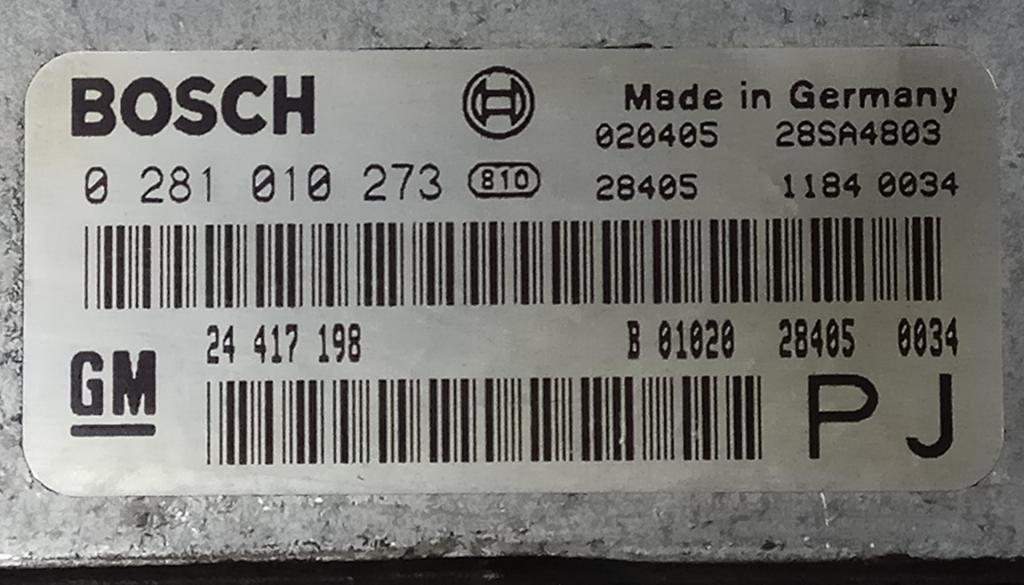 BOSCH Made in Germany
020405 28SA4803
0 281 010 273 810 28405 1184 0034
24 417 198 B 01020 28405 0034
GM PJ